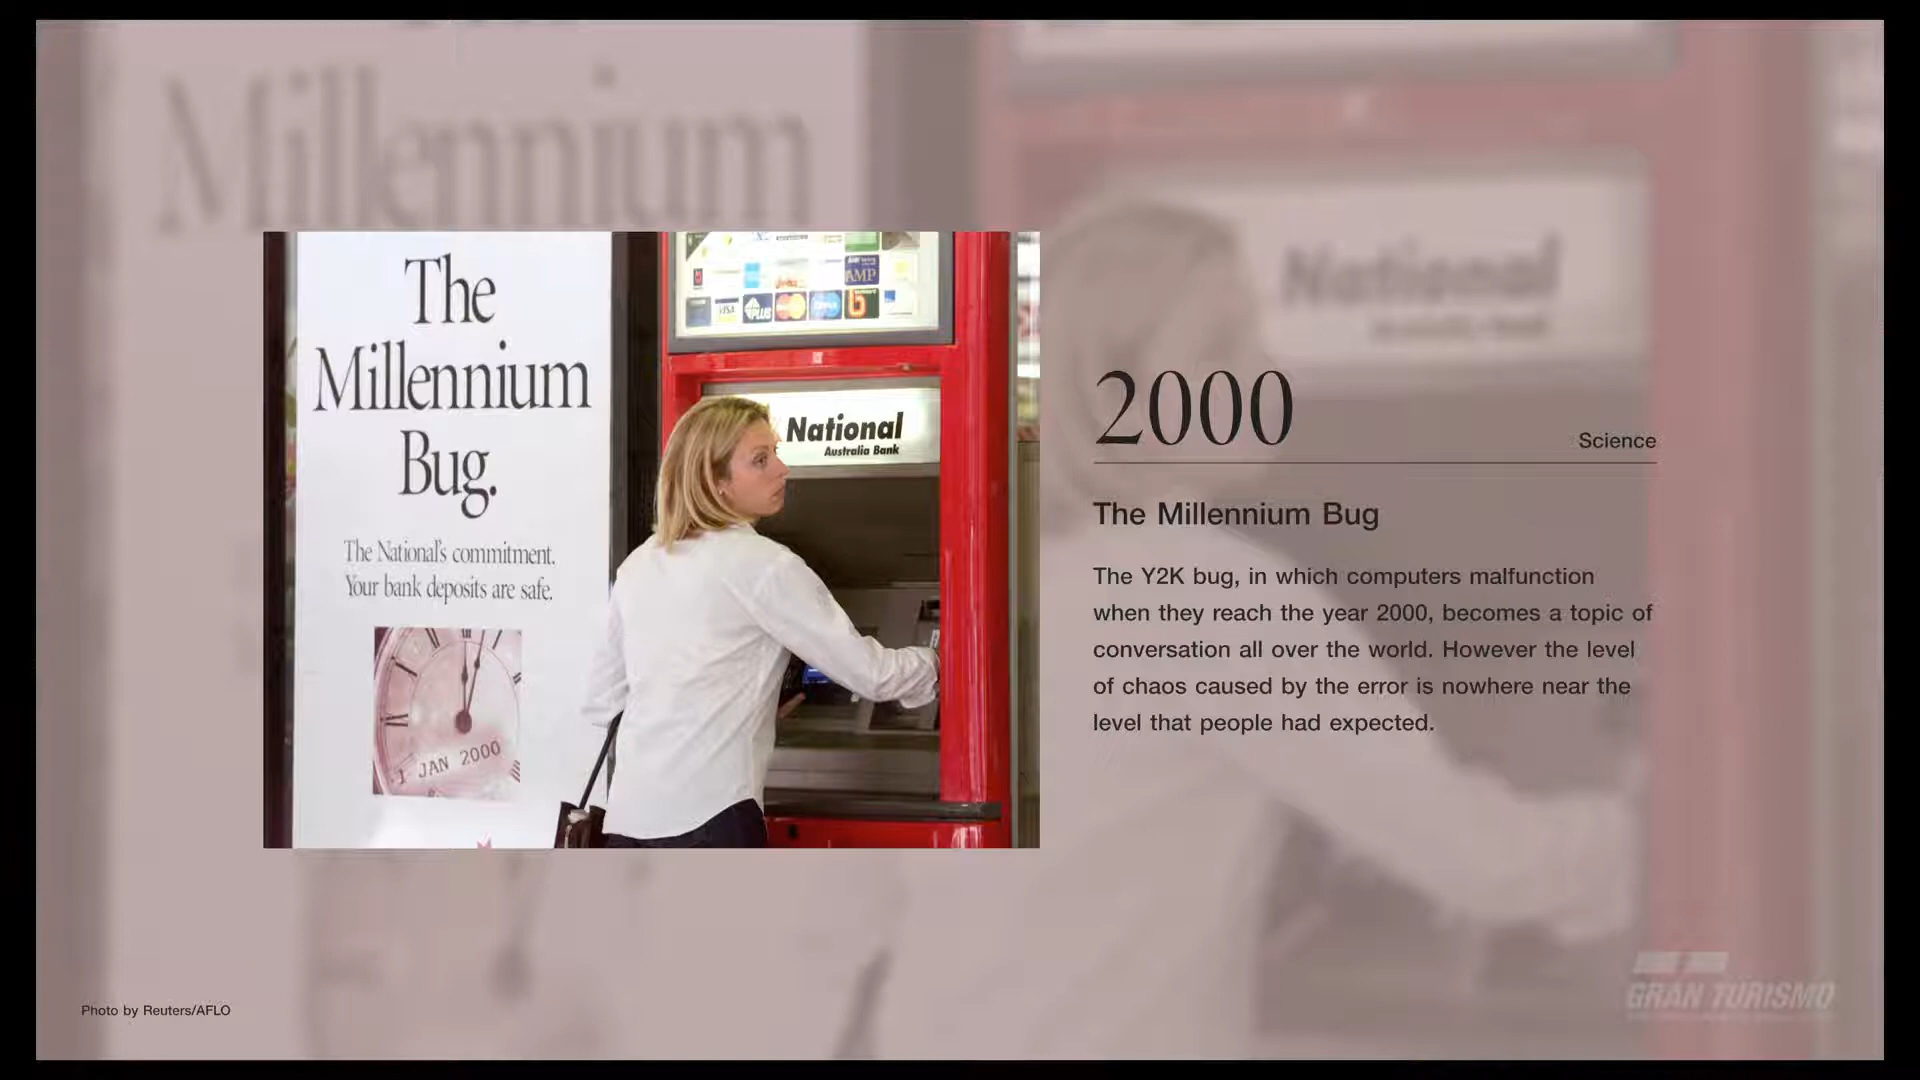 The
Millennium
Bug.
The National's commitment.
Your bank deposits are safe.
1 JAN 2000
AMP
VISA
PLUS
National
Australia Bank
2000
Science
The Millennium Bug
The Y2K bug, in which computers malfunction
when they reach the year 2000, becomes a topic of
conversation all over the world. However the level
of chaos caused by the error is nowhere near the
level that people had expected.
Millennium
National
Photo by Reuters/AFLO
GRAN TURISMO